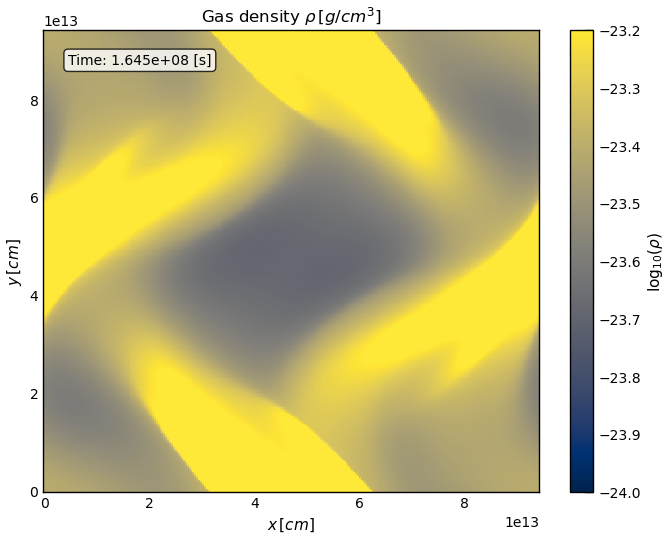 Gas density ρ [g/cm³]
1e13
Time: 1.645e+08 [s]
8
6
4
2
0
y [cm]
0
2
4
6
8
x [cm]
1e13
−23.2
−23.3
−23.4
−23.5
−23.6
−23.7
−23.8
−23.9
−24.0
log₁₀(ρ)